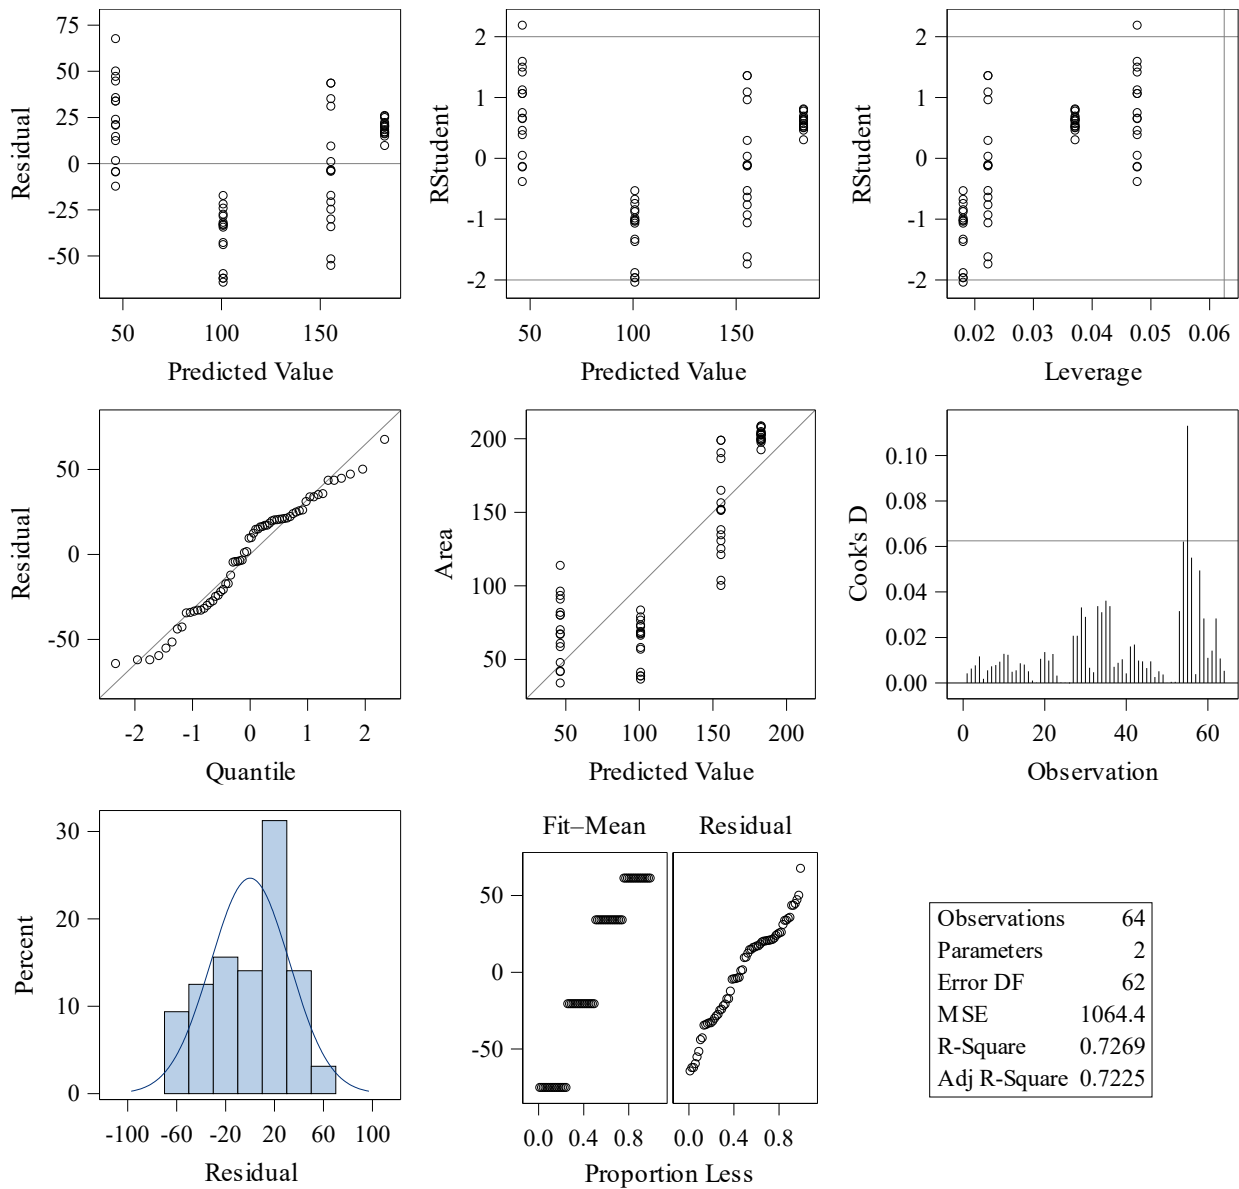 75
50
25
0
-25
-50
Residual
50 100 150
Predicted Value
2
1
0
-1
-2
RStudent
50 100 150
Predicted Value
2
1
0
-1
-2
RStudent
0.02 0.03 0.04 0.05 0.06
Leverage
50
0
-50
Residual
-2 -1 0 1 2
Quantile
200
150
100
50
Area
50 100 150 200
Predicted Value
0.10
0.08
0.06
0.04
0.02
0.00
Cook's D
0 20 40 60
Observation
30
20
10
0
Percent
-100 -60 -20 20 60 100
Residual
Fit–Mean Residual
50
0
-50
0.0 0.4 0.8 0.0 0.4 0.8
Proportion Less
Observations 64
Parameters 2
Error DF 62
MSE 1064.4
R-Square 0.7269
Adj R-Square 0.7225